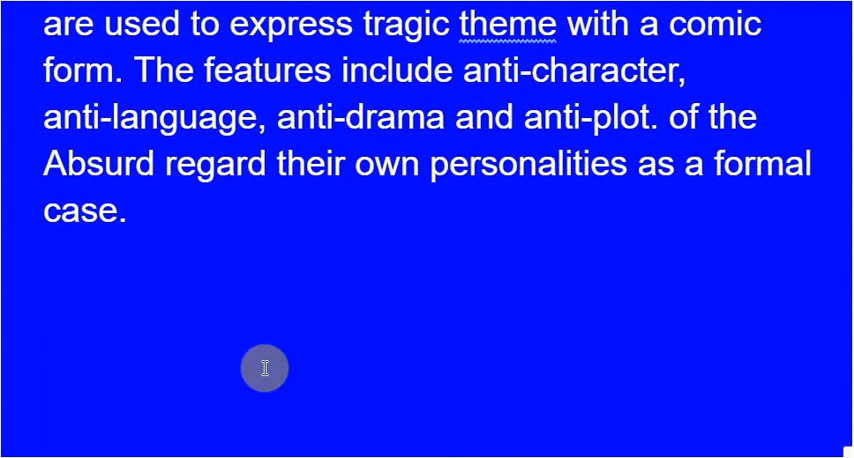 are used to express tragic theme with a comic
form. The features include anti-character,
anti-language, anti-drama and anti-plot. of the
Absurd regard their own personalities as a formal
case.